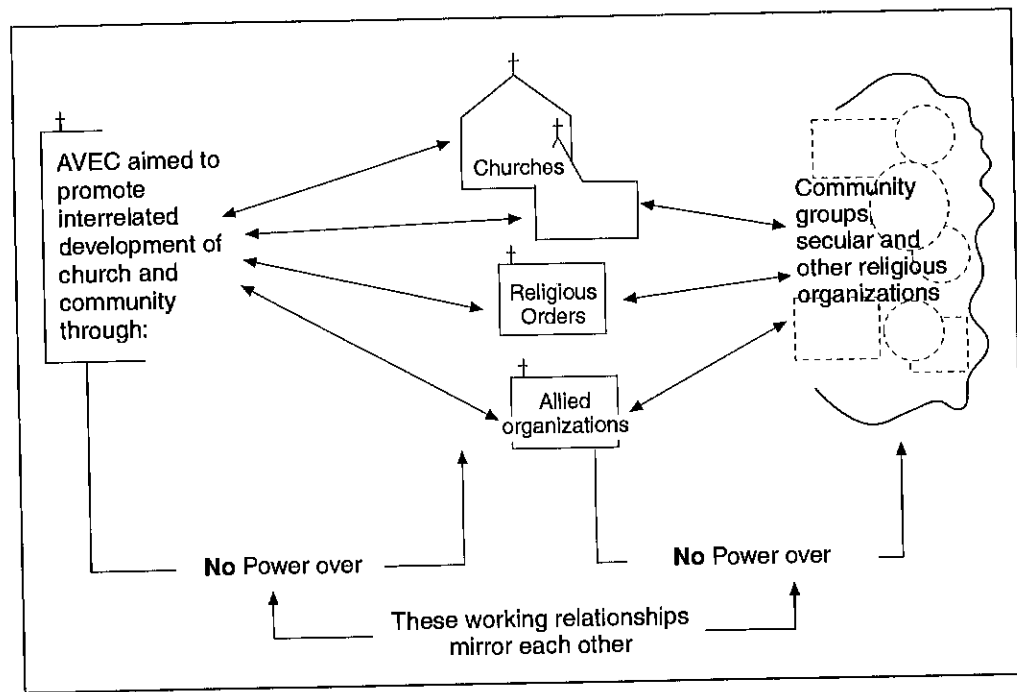 AVEC aimed to
promote
interrelated
development of
church and
community
through:
Churches
Religious
Orders
Allied
organizations
Community
groups,
secular and
other religious
organizations
No Power over
No Power over
These working relationships
mirror each other